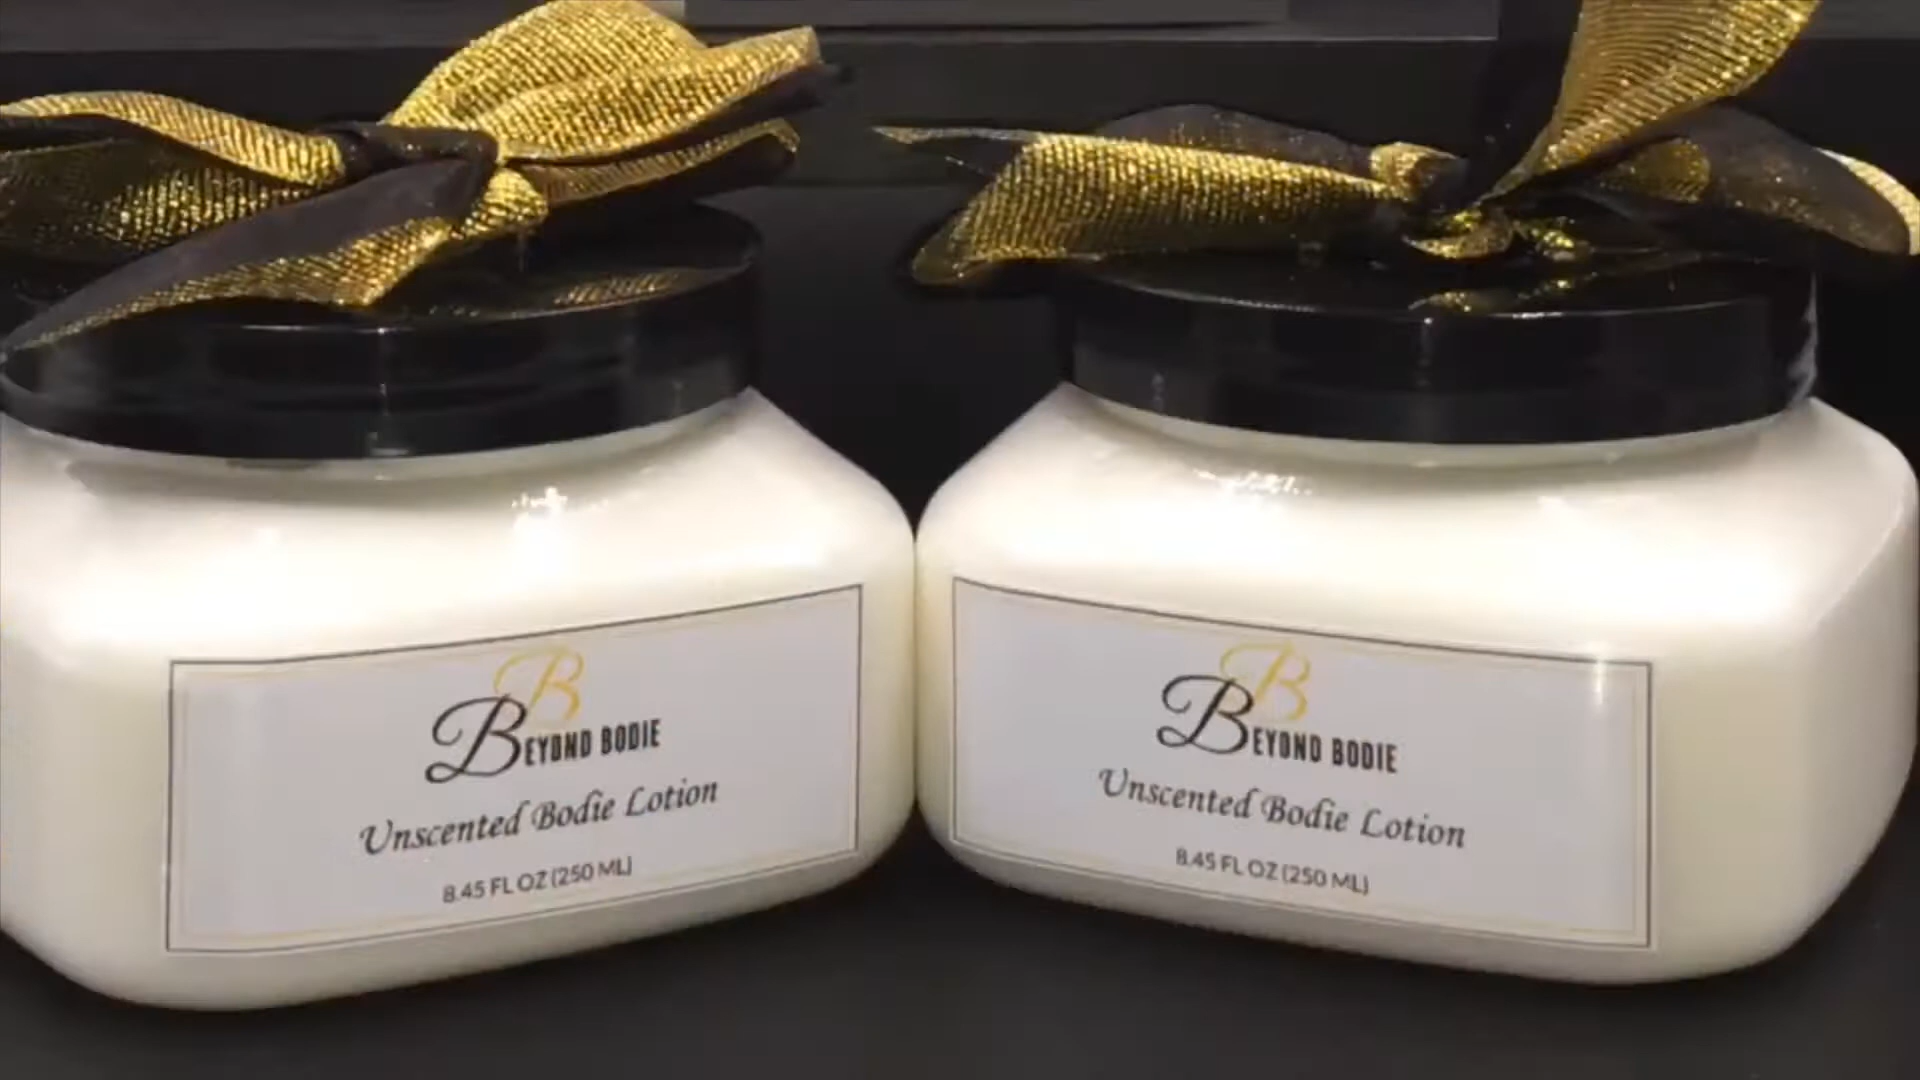 B
BEYOND BODIE
Unscented Bodie Lotion
8.45 FL OZ (250 ML)
B
BEYOND BODIE
Unscented Bodie Lotion
8.45 FL OZ (250 ML)